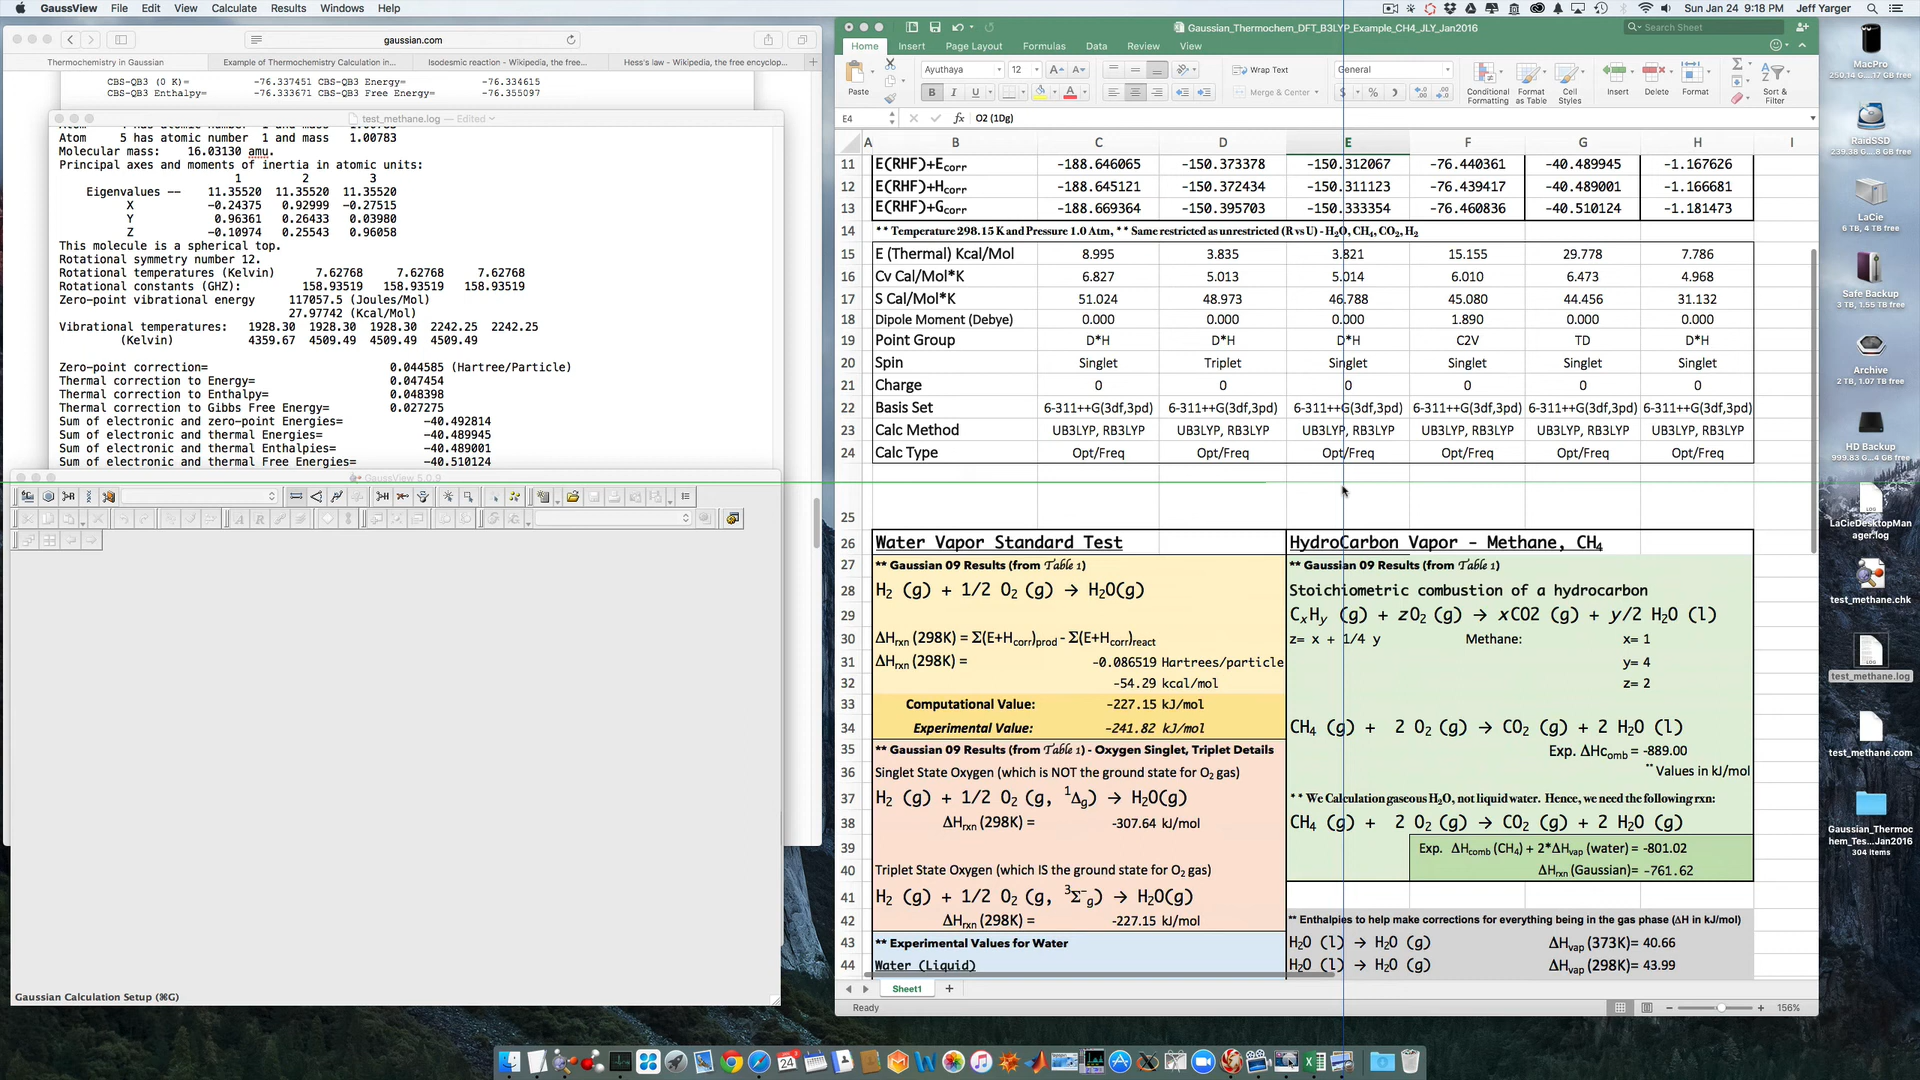 GaussView File Edit View Calculate Results Windows Help
Sun Jan 24 9:18 PM Jeff Yarger
gaussian.com
Thermochemistry in Gaussian
Example of Thermochemistry Calculation in...
Isodesmic reaction - Wikipedia, the free...
Hess's law - Wikipedia, the free encyclop...
CBS-QB3 (0 K)= -76.337451 CBS-QB3 Energy= -76.334615
CBS-QB3 Enthalpy= -76.333671 CBS-QB3 Free Energy= -76.355097
test_methane.log — Edited
Atom 5 has atomic number 1 and mass 1.00783
Molecular mass: 16.03130 amu.
Principal axes and moments of inertia in atomic units:
1 2 3
Eigenvalues -- 11.35520 11.35520 11.35520
X -0.24375 0.92999 -0.27515
Y 0.96361 0.26433 0.03980
Z -0.10974 0.25543 0.96058
This molecule is a spherical top.
Rotational symmetry number 12.
Rotational temperatures (Kelvin) 7.62768 7.62768 7.62768
Rotational constants (GHZ): 158.93519 158.93519 158.93519
Zero-point vibrational energy 117057.5 (Joules/Mol)
27.97742 (Kcal/Mol)
Vibrational temperatures: 1928.30 1928.30 1928.30 2242.25 2242.25
(Kelvin) 4359.67 4509.49 4509.49 4509.49
Zero-point correction= 0.044585 (Hartree/Particle)
Thermal correction to Energy= 0.047454
Thermal correction to Enthalpy= 0.048398
Thermal correction to Gibbs Free Energy= 0.027275
Sum of electronic and zero-point Energies= -40.492814
Sum of electronic and thermal Energies= -40.489945
Sum of electronic and thermal Enthalpies= -40.489001
Sum of electronic and thermal Free Energies= -40.510124
GaussView 5.0.9
Gaussian Calculation Setup (⌘G)
Gaussian_Thermochem_DFT_B3LYP_Example_CH4_JLY_Jan2016
Search Sheet
Home Insert Page Layout Formulas Data Review View
Paste
Ayuthaya 12
B I U
Wrap Text
Merge & Center
General
Conditional Formatting
Format as Table
Cell Styles
Insert Delete Format
Sort & Filter
E4 fx O2 (1Dg)
A B C D E F G H I
11 E(RHF)+Ecorr -188.646065 -150.373378 -150.312067 -76.440361 -40.489945 -1.167626
12 E(RHF)+Hcorr -188.645121 -150.372434 -150.311123 -76.439417 -40.489001 -1.166681
13 E(RHF)+Gcorr -188.669364 -150.395703 -150.333354 -76.460836 -40.510124 -1.181473
14 ** Temperature 298.15 K and Pressure 1.0 Atm, ** Same restricted as unrestricted (R vs U) - H2O, CH4, CO2, H2
15 E (Thermal) Kcal/Mol 8.995 3.835 3.821 15.155 29.778 7.786
16 Cv Cal/Mol*K 6.827 5.013 5.014 6.010 6.473 4.968
17 S Cal/Mol*K 51.024 48.973 46.788 45.080 44.456 31.132
18 Dipole Moment (Debye) 0.000 0.000 0.000 1.890 0.000 0.000
19 Point Group D*H D*H D*H C2V TD D*H
20 Spin Singlet Triplet Singlet Singlet Singlet Singlet
21 Charge 0 0 0 0 0 0
22 Basis Set 6-311++G(3df,3pd) 6-311++G(3df,3pd) 6-311++G(3df,3pd) 6-311++G(3df,3pd) 6-311++G(3df,3pd) 6-311++G(3df,3pd)
23 Calc Method UB3LYP, RB3LYP UB3LYP, RB3LYP UB3LYP, RB3LYP UB3LYP, RB3LYP UB3LYP, RB3LYP UB3LYP, RB3LYP
24 Calc Type Opt/Freq Opt/Freq Opt/Freq Opt/Freq Opt/Freq Opt/Freq
25
26 Water Vapor Standard Test HydroCarbon Vapor - Methane, CH4
27 ** Gaussian 09 Results (from Table 1) ** Gaussian 09 Results (from Table 1)
28 H2 (g) + 1/2 O2 (g) → H2O(g) Stoichiometric combustion of a hydrocarbon
29 CxHy (g) + zO2 (g) → xCO2 (g) + y/2 H2O (l)
30 ΔHrxn (298K) = Σ(E+Hcorr)prod - Σ(E+Hcorr)react z= x + 1/4 y Methane: x= 1
31 ΔHrxn (298K) = -0.086519 Hartrees/particle y= 4
32 -54.29 kcal/mol z= 2
33 Computational Value: -227.15 kJ/mol
34 Experimental Value: -241.82 kJ/mol CH4 (g) + 2 O2 (g) → CO2 (g) + 2 H2O (l)
35 ** Gaussian 09 Results (from Table 1) - Oxygen Singlet, Triplet Details Exp. ΔHcomb = -889.00
36 Singlet State Oxygen (which is NOT the ground state for O2 gas) ** Values in kJ/mol
37 H2 (g) + 1/2 O2 (g, 1Δg) → H2O(g) ** We Calculation gaseous H2O, not liquid water. Hence, we need the following rxn:
38 ΔHrxn (298K) = -307.64 kJ/mol CH4 (g) + 2 O2 (g) → CO2 (g) + 2 H2O (g)
39 Exp. ΔHcomb (CH4) + 2*ΔHvap (water) = -801.02
40 Triplet State Oxygen (which IS the ground state for O2 gas) ΔHrxn (Gaussian)= -761.62
41 H2 (g) + 1/2 O2 (g, 3Σ-g) → H2O(g)
42 ΔHrxn (298K) = -227.15 kJ/mol ** Enthalpies to help make corrections for everything being in the gas phase (ΔH in kJ/mol)
43 ** Experimental Values for Water H2O (l) → H2O (g) ΔHvap (373K)= 40.66
44 Water (Liquid) H2O (l) → H2O (g) ΔHvap (298K)= 43.99
Sheet1
Ready 156%
MacPro
RaidSSD
LaCie
6 TB, 4 TB free
Safe Backup
3 TB, 1.55 TB free
Archive
2 TB, 1.07 TB free
HD Backup
LaCieDesktopManager.log
test_methane.chk
test_methane.log
test_methane.com
Gaussian_Thermochem_Tes...Jan2016
304 items